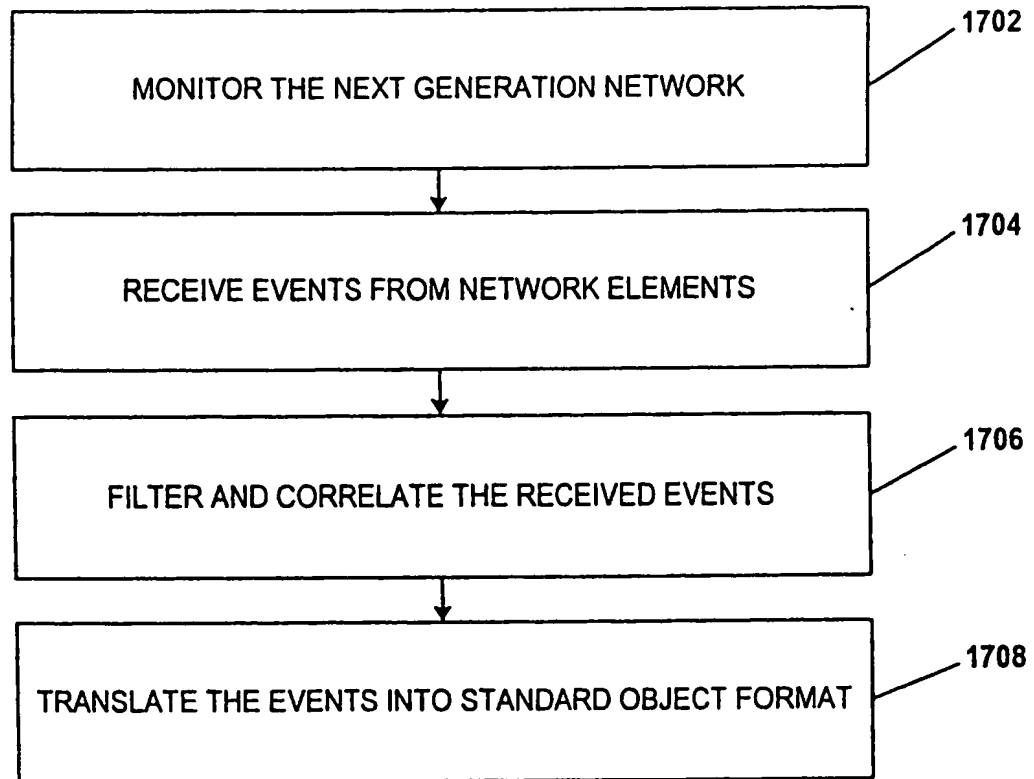 1702
MONITOR THE NEXT GENERATION NETWORK
1704
RECEIVE EVENTS FROM NETWORK ELEMENTS
1706
FILTER AND CORRELATE THE RECEIVED EVENTS
1708
TRANSLATE THE EVENTS INTO STANDARD OBJECT FORMAT